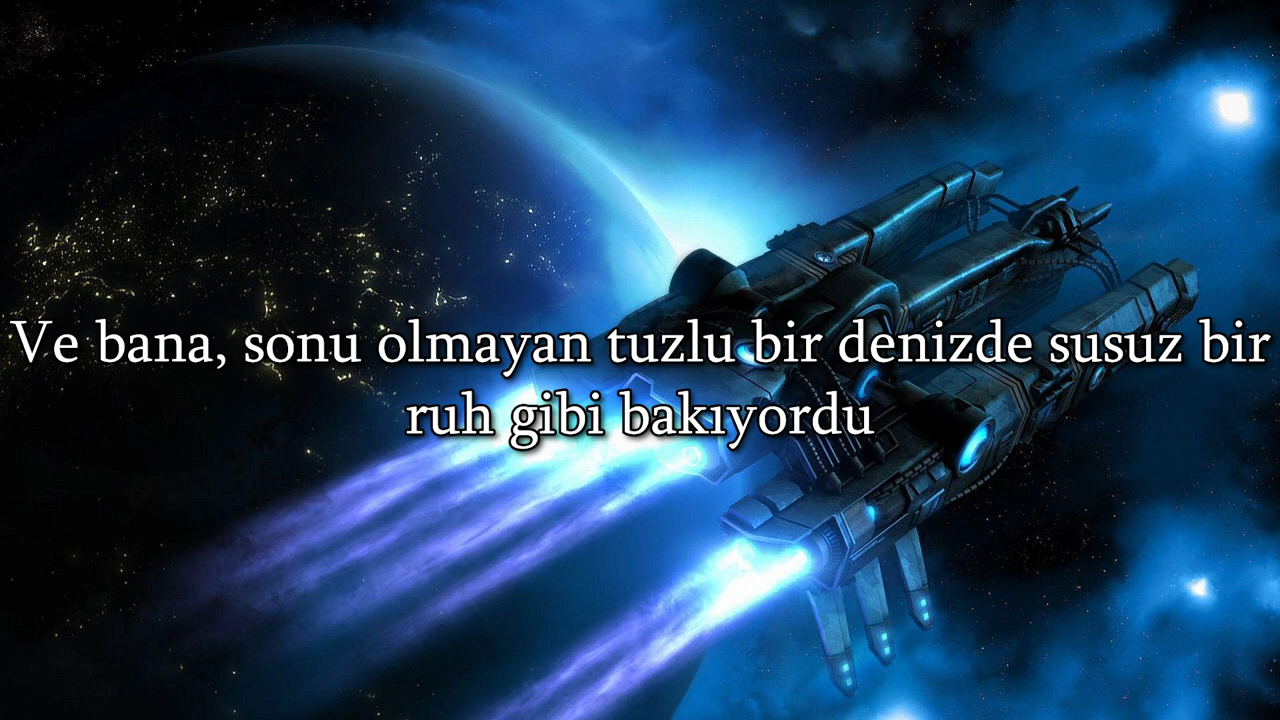 Ve bana, sonu olmayan tuzlu bir denizde susuz bir
ruh gibi bakıyordu